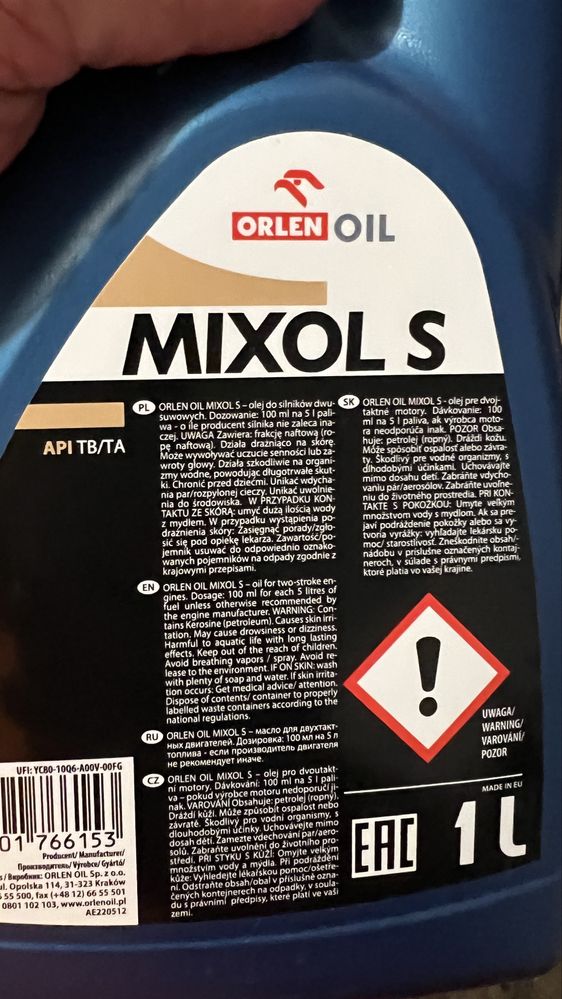 ORLEN OIL
MIXOL S
API TB/TA
PL ORLEN OIL MIXOL S – olej do silników dwu-
suwowych. Dozowanie: 100 ml na 5 l pali-
wa - o ile producent silnika nie zaleca ina-
czej. UWAGA Zawiera: frakcję naftową (ro-
pę naftową). Działa drażniąco na skórę.
Może wywoływać uczucie senności lub za-
wroty głowy. Działa szkodliwie na organi-
zmy wodne, powodując długotrwałe skut-
ki. Chronić przed dziećmi. Unikać wdycha-
nia par/rozpylonej cieczy. Unikać uwolnie-
nia do środowiska. W PRZYPADKU KON-
TAKTU ZE SKÓRĄ: umyć dużą ilością wody
z mydłem. W przypadku wystąpienia po-
drażnienia skóry: Zasięgnąć porady/zgło-
sić się pod opiekę lekarza. Zawartość/po-
jemnik usuwać do odpowiednio oznako-
wanych pojemników na odpady zgodnie z
krajowymi przepisami.
EN ORLEN OIL MIXOL S – oil for two-stroke en-
gines. Dosage: 100 ml for each 5 litres of
fuel unless otherwise recommended by
the engine manufacturer. WARNING: Con-
tains Kerosine (petroleum). Causes skin irri-
tation. May cause drowsiness or dizziness.
Harmful to aquatic life with long lasting
effects. Keep out of the reach of children.
Avoid breathing vapors / spray. Avoid re-
lease to the environment. IF ON SKIN: wash
with plenty of soap and water. If skin irrita-
tion occurs: Get medical advice/ attention.
Dispose of contents/ container to properly
labelled waste containers according to the
national regulations.
RU ORLEN OIL MIXOL S – масло для двухтакт-
ных двигателей. Дозировка: 100 мл на 5 л
топлива - если производитель двигателя
не рекомендует иначе.
CZ ORLEN OIL MIXOL S – olej pro dvoutakt-
ní motory. Dávkování: 100 ml na 5 l pali-
va – pokud výrobce motoru nedoporučí ji-
nak. VAROVÁNÍ Obsahuje: petrolej (ropný).
Dráždí kůži. Může způsobit ospalost nebo
závratě. Škodlivý pro vodní organismy, s
dlouhodobými účinky. Uchovávejte mimo
dosah dětí. Zamezte vdechování par/aero-
solů. Zabraňte uvolnění do životního pro-
středí. PŘI STYKU S KŮŽÍ: Omyjte velkým
množstvím vody a mýdla. Při podráždění
kůže: Vyhledejte lékařskou pomoc/ošetře-
ní. Odstraňte obsah/obal v příslušně ozna-
čených kontejnerech na odpadky, v soula-
du s právními předpisy, které platí ve vaší
zemi.
SK ORLEN OIL MIXOL S - olej pre dvoj-
taktné motory. Dávkovanie: 100
ml na 5 l paliva, ak výrobca moto-
ra neodporúča inak. POZOR Obsa-
huje: petrolej (ropný). Dráždi kožu.
Môže spôsobiť ospalosť alebo závra-
ty. Škodlivý pre vodné organizmy, s
dlhodobými účinkami. Uchovávajte
mimo dosahu detí. Zabráňte vdycho-
vaniu pár/aerosólov. Zabráňte uvoľne-
niu do životného prostredia. PRI KON-
TAKTE S POKOŽKOU: Umyte veľkým
množstvom vody s mydlom. Ak sa pre-
javí podráždenie pokožky alebo sa vy-
tvoria vyrážky: vyhľadajte lekársku po-
moc/ starostlivosť. Zneškodnite obsah/
nádobu v príslušne označených kontaj-
neroch, v súlade s právnymi predpismi,
ktoré platia vo vašej krajine.
UWAGA/
WARNING/
VAROVÁNÍ/
POZOR
MADE IN EU
EAC 1 L
UFI: YC80-10Q6-A00V-00FG
01 766153
Producent/ Manufacturer/
Производитель/ Výrobce/ Gyártó/
Виробник: ORLEN OIL Sp. z o.o.
ul. Opolska 114, 31-323 Kraków
55 500, fax (+48 12) 66 55 501
0801 102 103, www.orlenoil.pl
AE220512